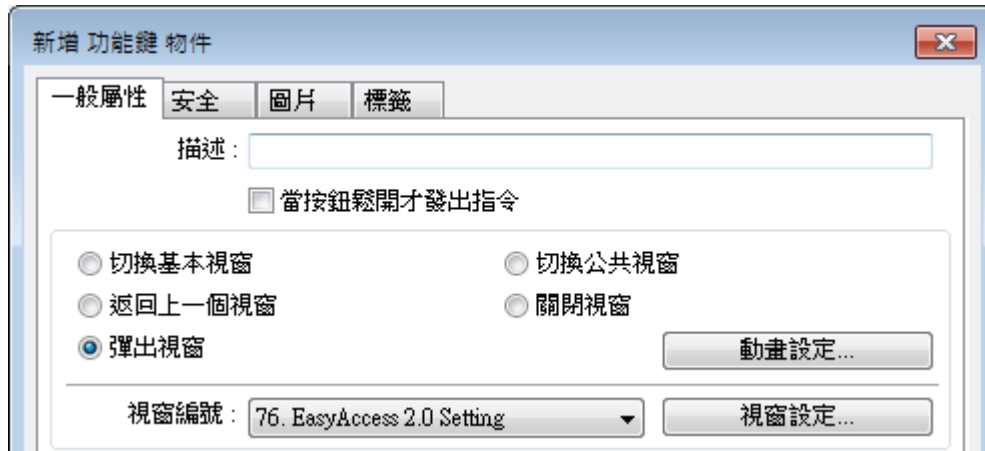 新增 功能鍵 物件
一般屬性 安全 圖片 標籤
描述 :
當按鈕鬆開才發出指令
切換基本視窗 切換公共視窗
返回上一個視窗 關閉視窗
彈出視窗 動畫設定...
視窗編號 : 76. EasyAccess 2.0 Setting 視窗設定...